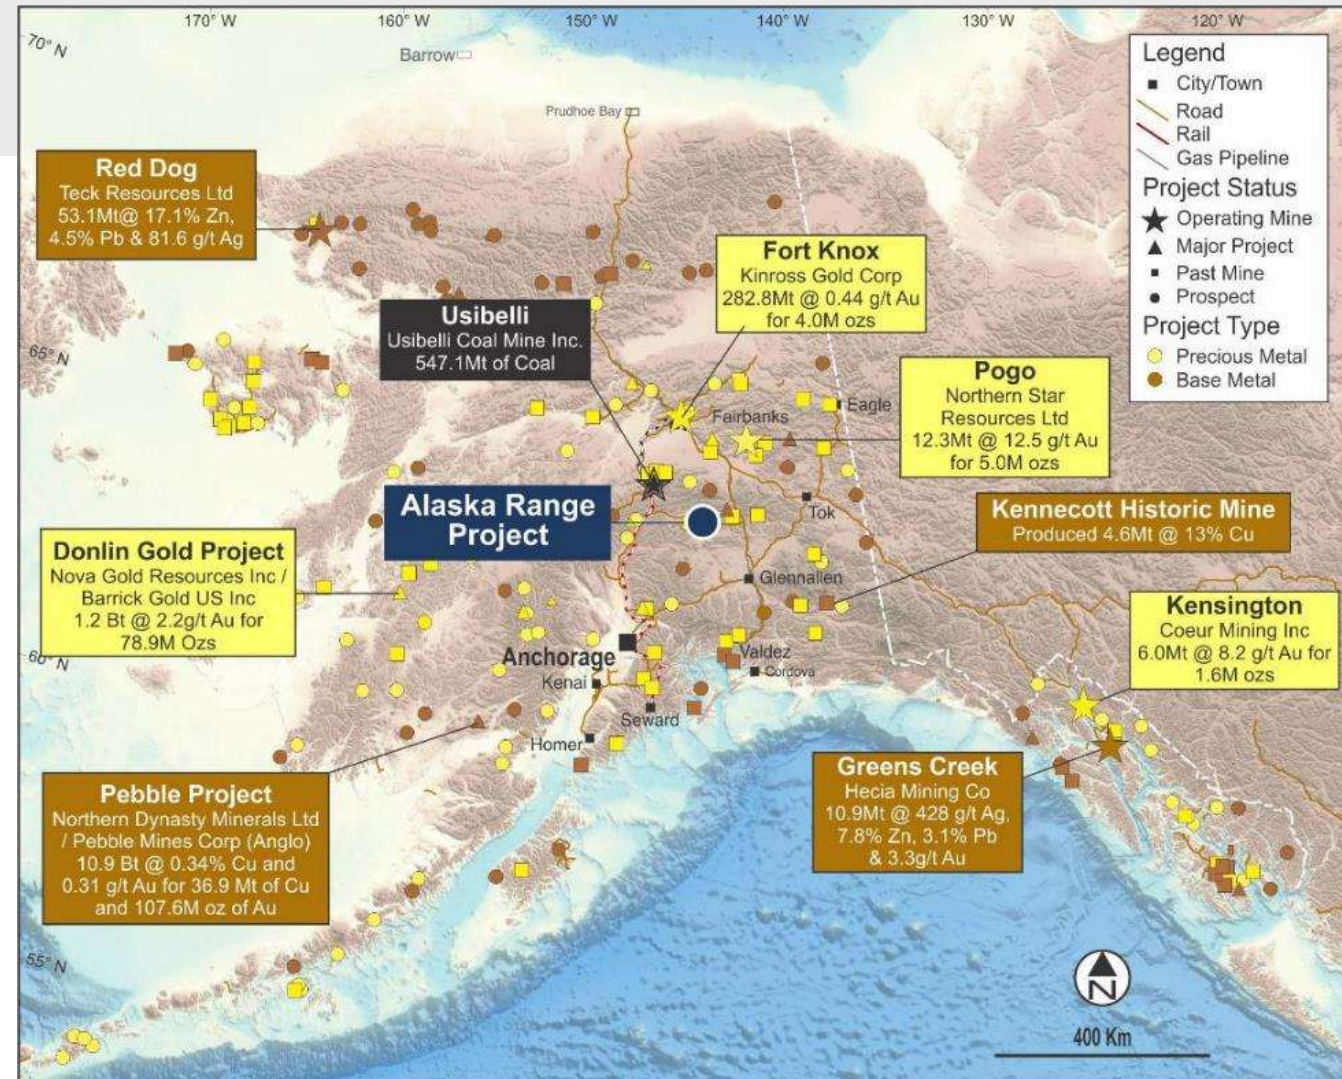 170° W
160° W
150° W
140° W
130° W
120° W
70° N
65° N
60° N
55° N
Barrow
Prudhoe Bay
Legend
City/Town
Road
Rail
Gas Pipeline
Project Status
Operating Mine
Major Project
Past Mine
Prospect
Project Type
Precious Metal
Base Metal
Red Dog
Teck Resources Ltd
53.1Mt@ 17.1% Zn,
4.5% Pb & 81.6 g/t Ag
Fort Knox
Kinross Gold Corp
282.8Mt @ 0.44 g/t Au
for 4.0M ozs
Usibelli
Usibelli Coal Mine Inc.
547.1Mt of Coal
Pogo
Northern Star
Resources Ltd
12.3Mt @ 12.5 g/t Au
for 5.0M ozs
Fairbanks
Eagle
Alaska Range
Project
Tok
Kennecott Historic Mine
Produced 4.6Mt @ 13% Cu
Donlin Gold Project
Nova Gold Resources Inc /
Barrick Gold US Inc
1.2 Bt @ 2.2g/t Au for
78.9M Ozs
Glennallen
Kensington
Coeur Mining Inc
6.0Mt @ 8.2 g/t Au for
1.6M ozs
Anchorage
Valdez
Cordova
Kenai
Seward
Homer
Pebble Project
Northern Dynasty Minerals Ltd
/ Pebble Mines Corp (Anglo)
10.9 Bt @ 0.34% Cu and
0.31 g/t Au for 36.9 Mt of Cu
and 107.6M oz of Au
Greens Creek
Hecia Mining Co
10.9Mt @ 428 g/t Ag,
7.8% Zn, 3.1% Pb
& 3.3g/t Au
N
400 Km